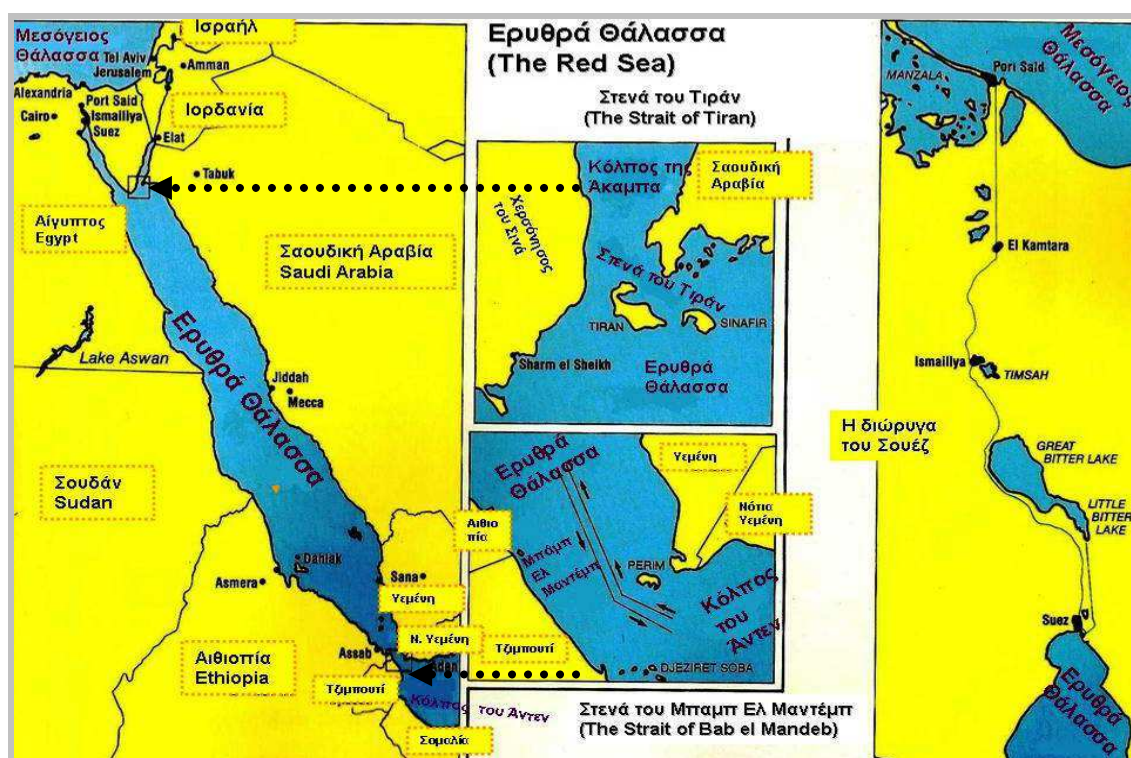 Ερυθρά Θάλασσα
(The Red Sea)
Ισραήλ
Μεσόγειος
Θάλασσα
Tel Aviv
Jerusalem
Amman
Alexandria
Port Said
Ismailiya
Cairo
Suez
Ιορδανία
Elat
Tabuk
Αίγυπτος
Egypt
Σαουδική Αραβία
Saudi Arabia
Ερυθρά Θάλασσα
Lake Aswan
Jiddah
Mecca
Σουδάν
Sudan
Dahlak
Asmera
Sana
Υεμένη
Ν. Υεμένη
Assab
Aden
Αιθιοπία
Ethiopia
Τζιμπουτί
Κόλπος του Άντεν
Σομαλία
Στενά του Τιράν
(The Strait of Tiran)
Κόλπος της
Άκαμπα
Σαουδική
Αραβία
Χερσόνησος
του Σινά
Στενά του Τιράν
TIRAN
SINAFIR
Sharm el Sheikh
Ερυθρά
Θάλασσα
Ερυθρά
Θάλασσα
Υεμένη
Νότια
Υεμένη
Αιθιο
πία
Μπάμπ
Ελ
Μαντέμπ
PERIM
Κόλπος
του
Άντεν
Τζιμπουτί
DJEZIRET SOBA
Στενά του Μπαμπ Ελ Μαντέμπ
(The Strait of Bab el Mandeb)
Μεσόγειος
Θάλασσα
MANZALA
Port Said
El Kamtara
Ismailiya
TIMSAH
Η διώρυγα
του Σουέζ
GREAT
BITTER LAKE
LITTLE
BITTER
LAKE
Suez
Ερυθρά
Θάλασσα